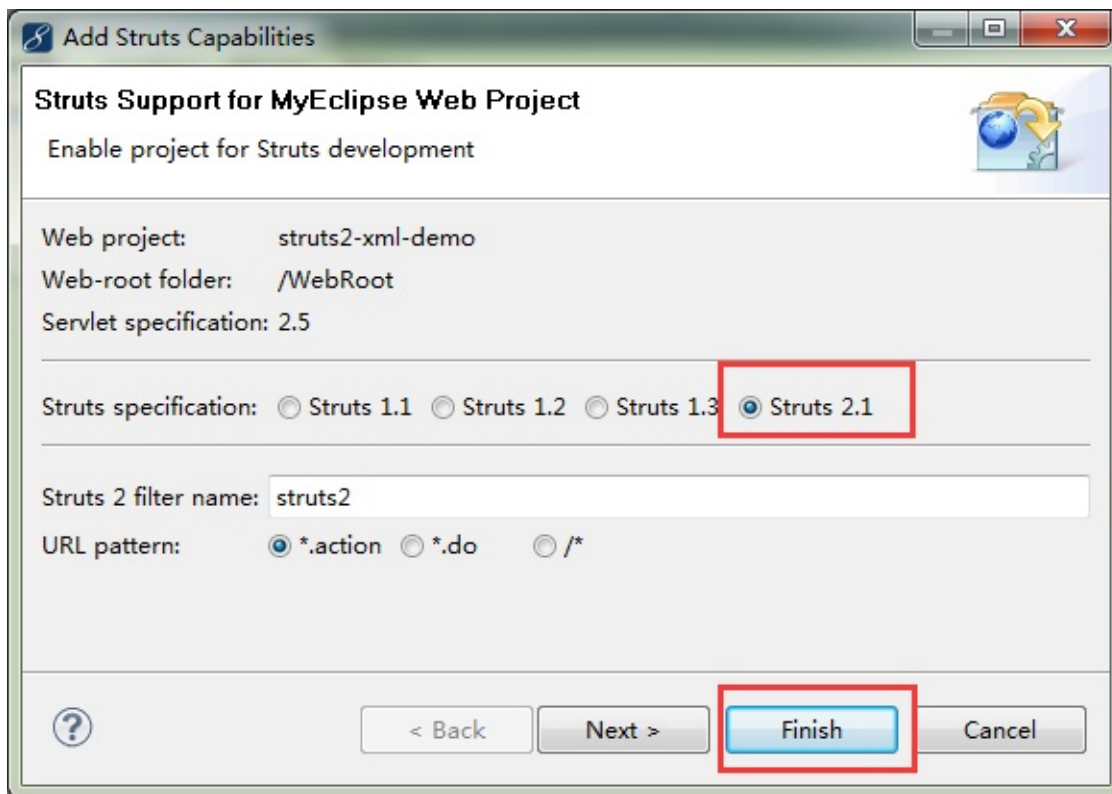 Add Struts Capabilities
Struts Support for MyEclipse Web Project
Enable project for Struts development
Web project: struts2-xml-demo
Web-root folder: /WebRoot
Servlet specification: 2.5
Struts specification: Struts 1.1 Struts 1.2 Struts 1.3 Struts 2.1
Struts 2 filter name: struts2
URL pattern: *.action *.do /*
? < Back Next > Finish Cancel